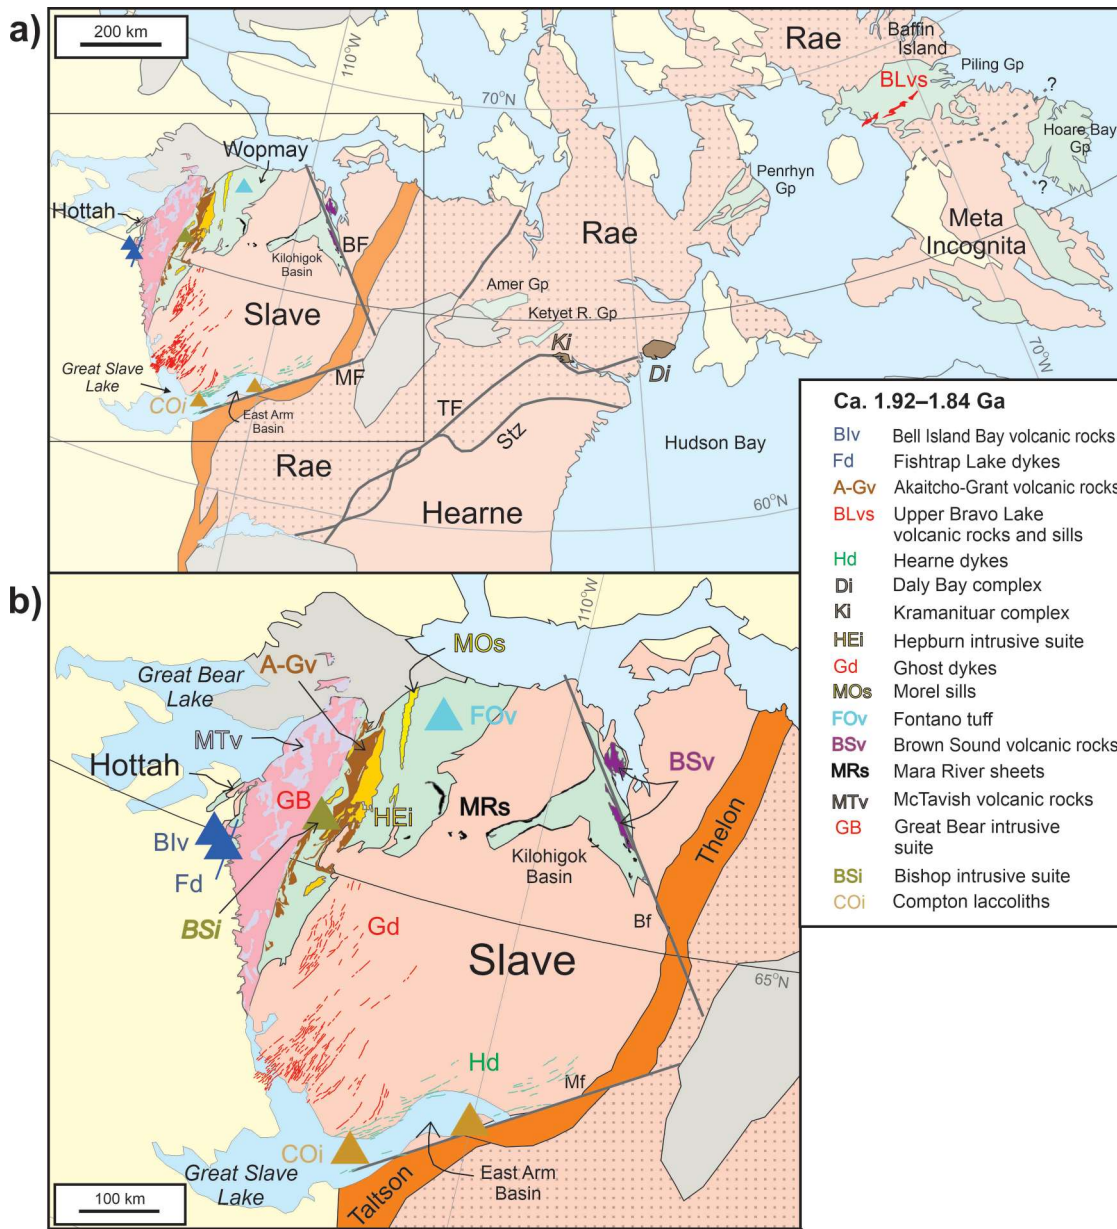 a)
200 km
110°W
70°N
Rae
Baffin
Island
Piling Gp
BLvs
?
Hoare Bay
Gp
?
Wopmay
Hottah
Penrhyn
Gp
Meta
Incognita
Rae
BF
Kilohigok
Basin
Slave
Amer Gp
Ketyet R. Gp
Ki
Di
70°W
Great Slave
Lake
COi
MF
East Arm
Basin
TF
Stz
Rae
Hearne
Hudson Bay
60°N
Ca. 1.92–1.84 Ga
BIv Bell Island Bay volcanic rocks
Fd Fishtrap Lake dykes
A-Gv Akaitcho-Grant volcanic rocks
BLvs Upper Bravo Lake
volcanic rocks and sills
Hd Hearne dykes
Di Daly Bay complex
Ki Kramanituar complex
HEi Hepburn intrusive suite
Gd Ghost dykes
MOs Morel sills
FOv Fontano tuff
BSv Brown Sound volcanic rocks
MRs Mara River sheets
MTv McTavish volcanic rocks
GB Great Bear intrusive
suite
BSi Bishop intrusive suite
COi Compton laccoliths
b)
110°W
MOs
A-Gv
Great Bear
Lake
FOv
MTv
Hottah
BSv
GB
MRs
HEi
Thelon
BIv
Kilohigok
Basin
Fd
BSi
Gd
Bf
Slave
65°N
Hd
Mf
COi
Great Slave
Lake
East Arm
Basin
Taltson
100 km